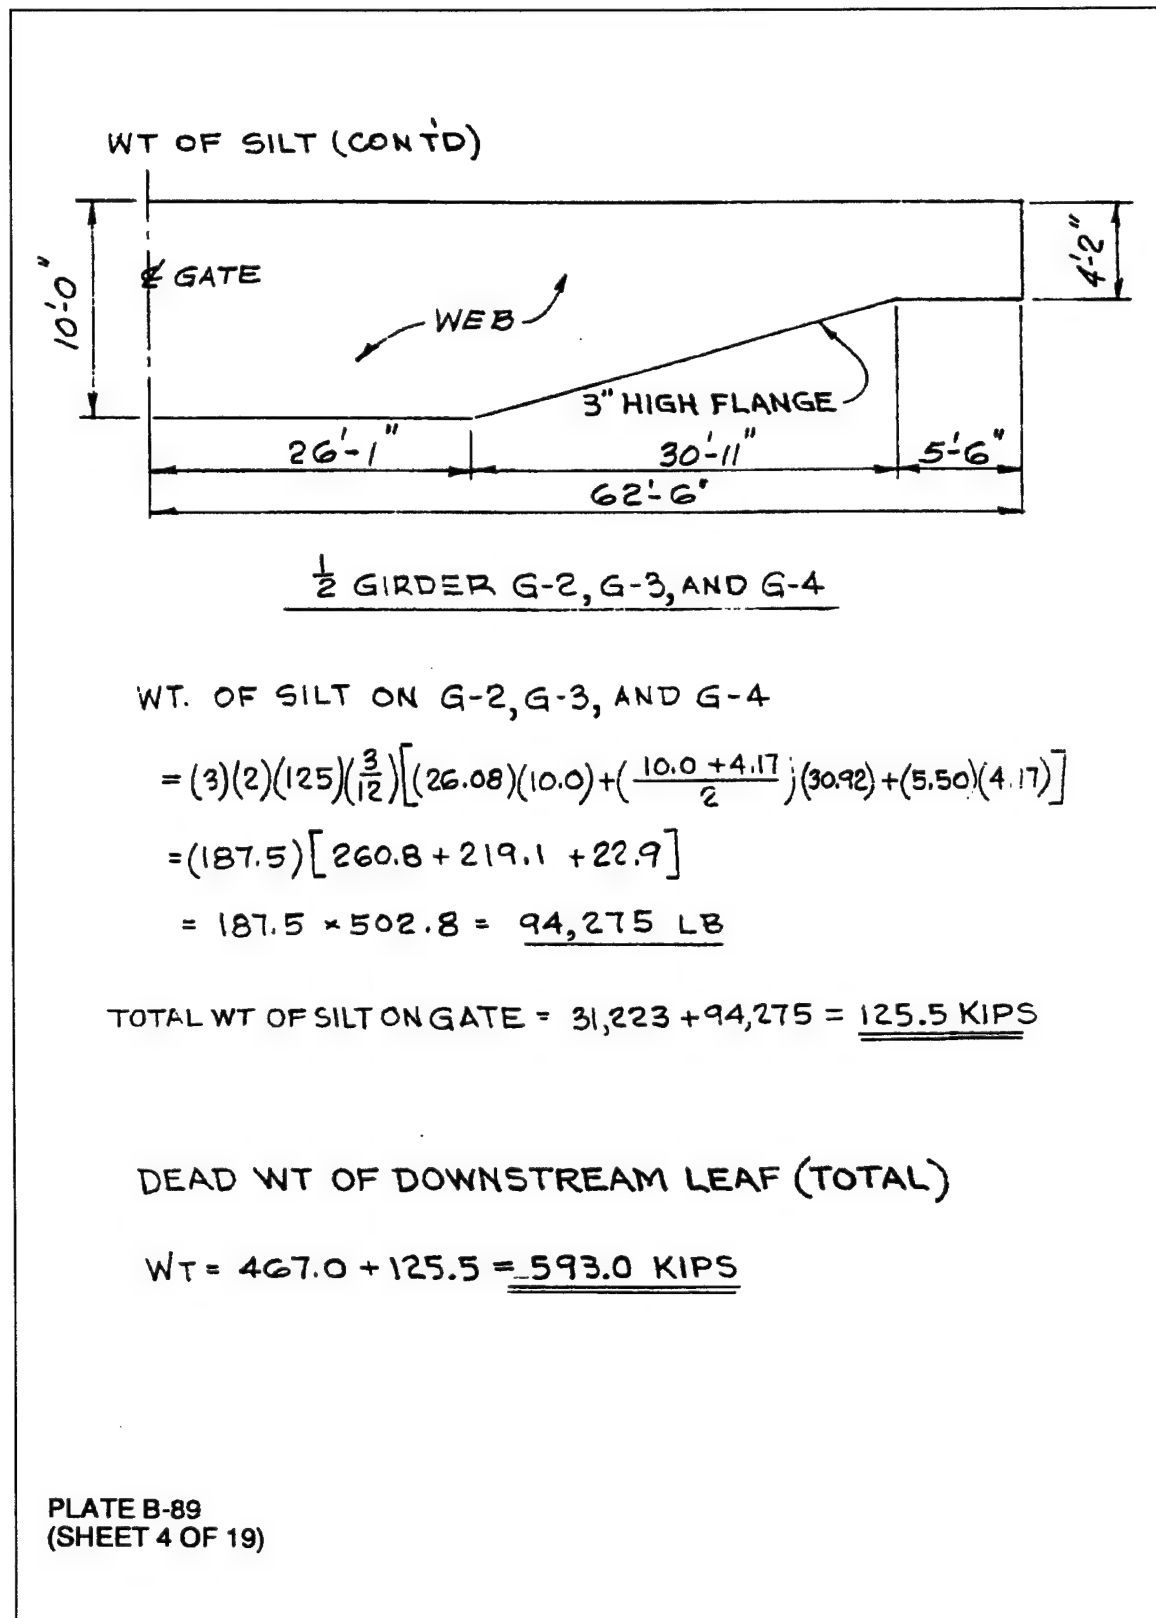 WT OF SILT (CONT'D)
10'-0"
℄ GATE
WEB
4'-2"
3" HIGH FLANGE
26'-1" 30'-11" 5'-6"
62'-6"
1/2 GIRDER G-2, G-3, AND G-4
WT. OF SILT ON G-2, G-3, AND G-4
= (3)(2)(125)(3/12)[(26.08)(10.0)+(10.0+4.17/2)(30.92)+(5.50)(4.17)]
=(187.5)[260.8+219.1+22.9]
= 187.5 × 502.8 = 94,275 LB
TOTAL WT OF SILT ON GATE = 31,223+94,275 = 125.5 KIPS
DEAD WT OF DOWNSTREAM LEAF (TOTAL)
WT = 467.0 + 125.5 = 593.0 KIPS
PLATE B-89
(SHEET 4 OF 19)